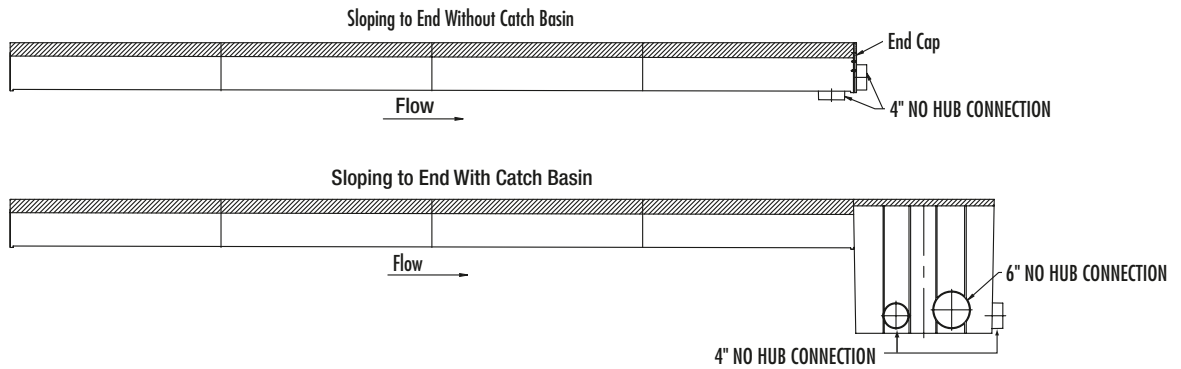 Sloping to End Without Catch Basin
End Cap
Flow
4" NO HUB CONNECTION
Sloping to End With Catch Basin
Flow
6" NO HUB CONNECTION
4" NO HUB CONNECTION